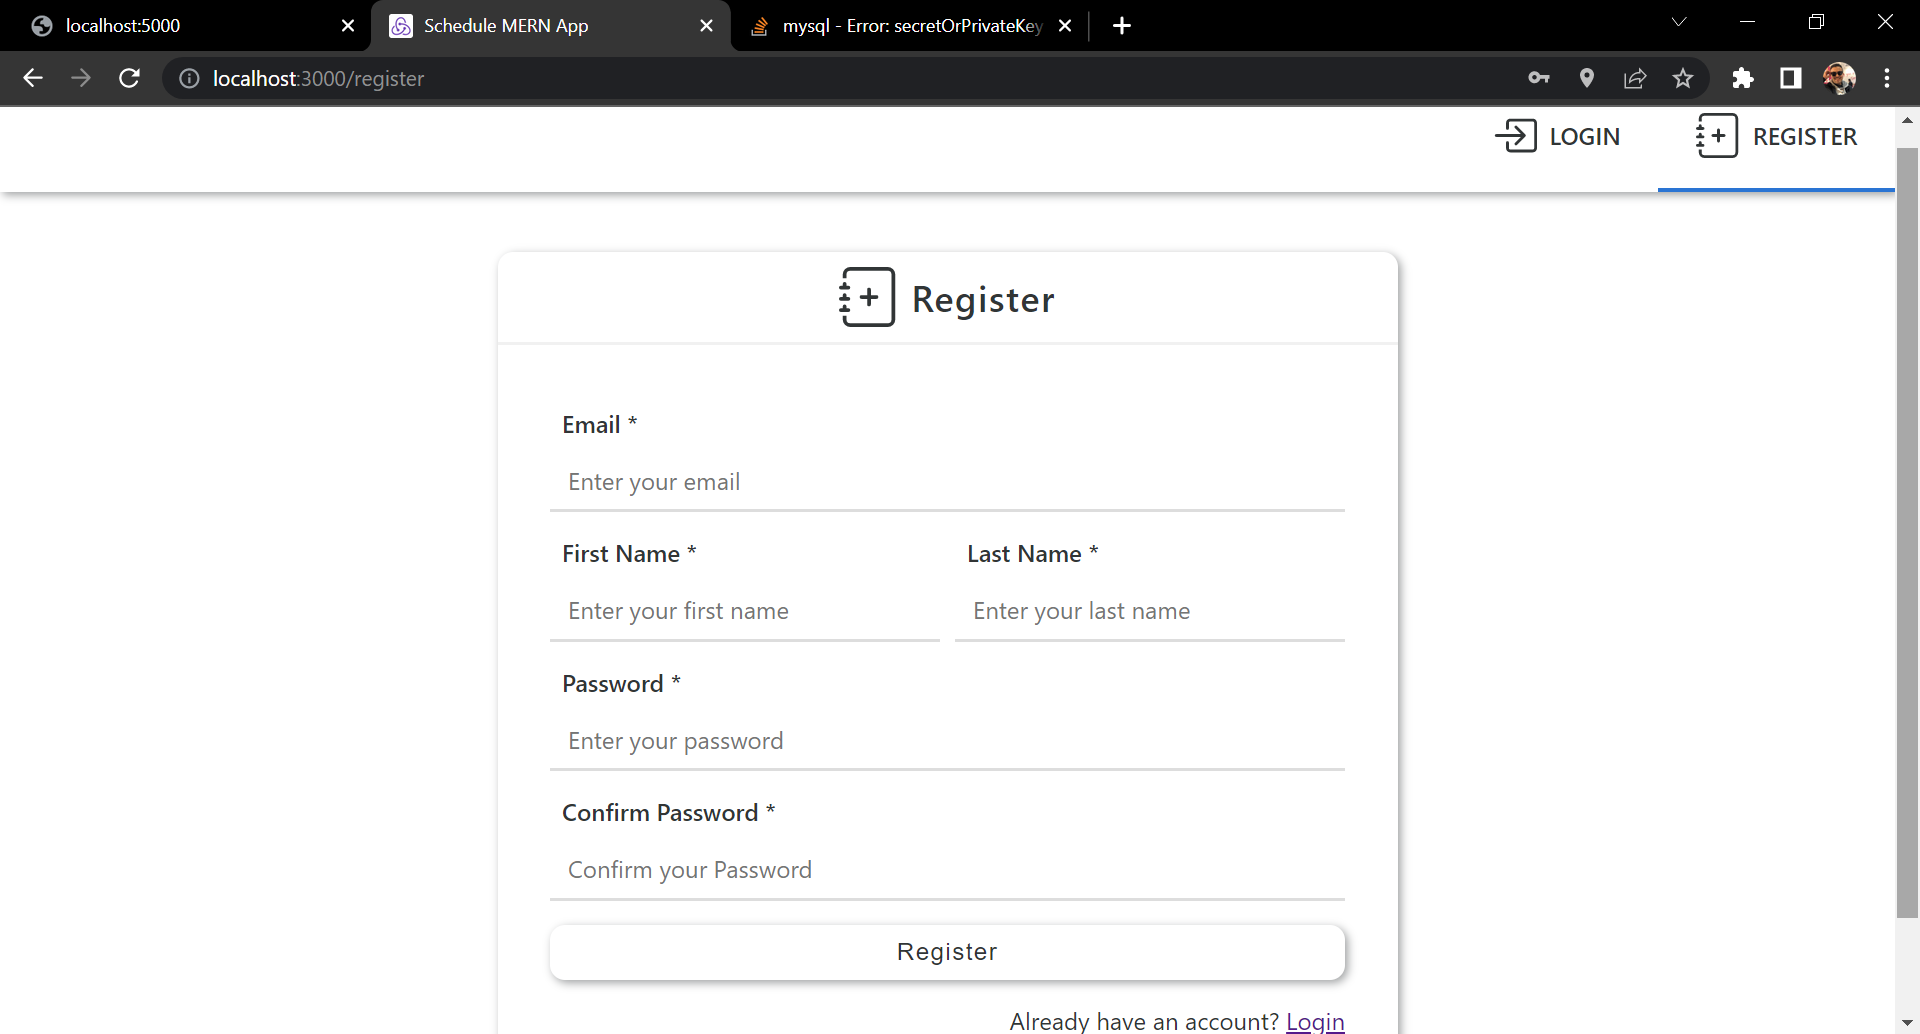 localhost:5000
Schedule MERN App
mysql - Error: secretOrPrivateKey
localhost:3000/register
LOGIN
REGISTER
Register
Email *
Enter your email
First Name * Last Name *
Enter your first name Enter your last name
Password *
Enter your password
Confirm Password *
Confirm your Password
Register
Already have an account? Login